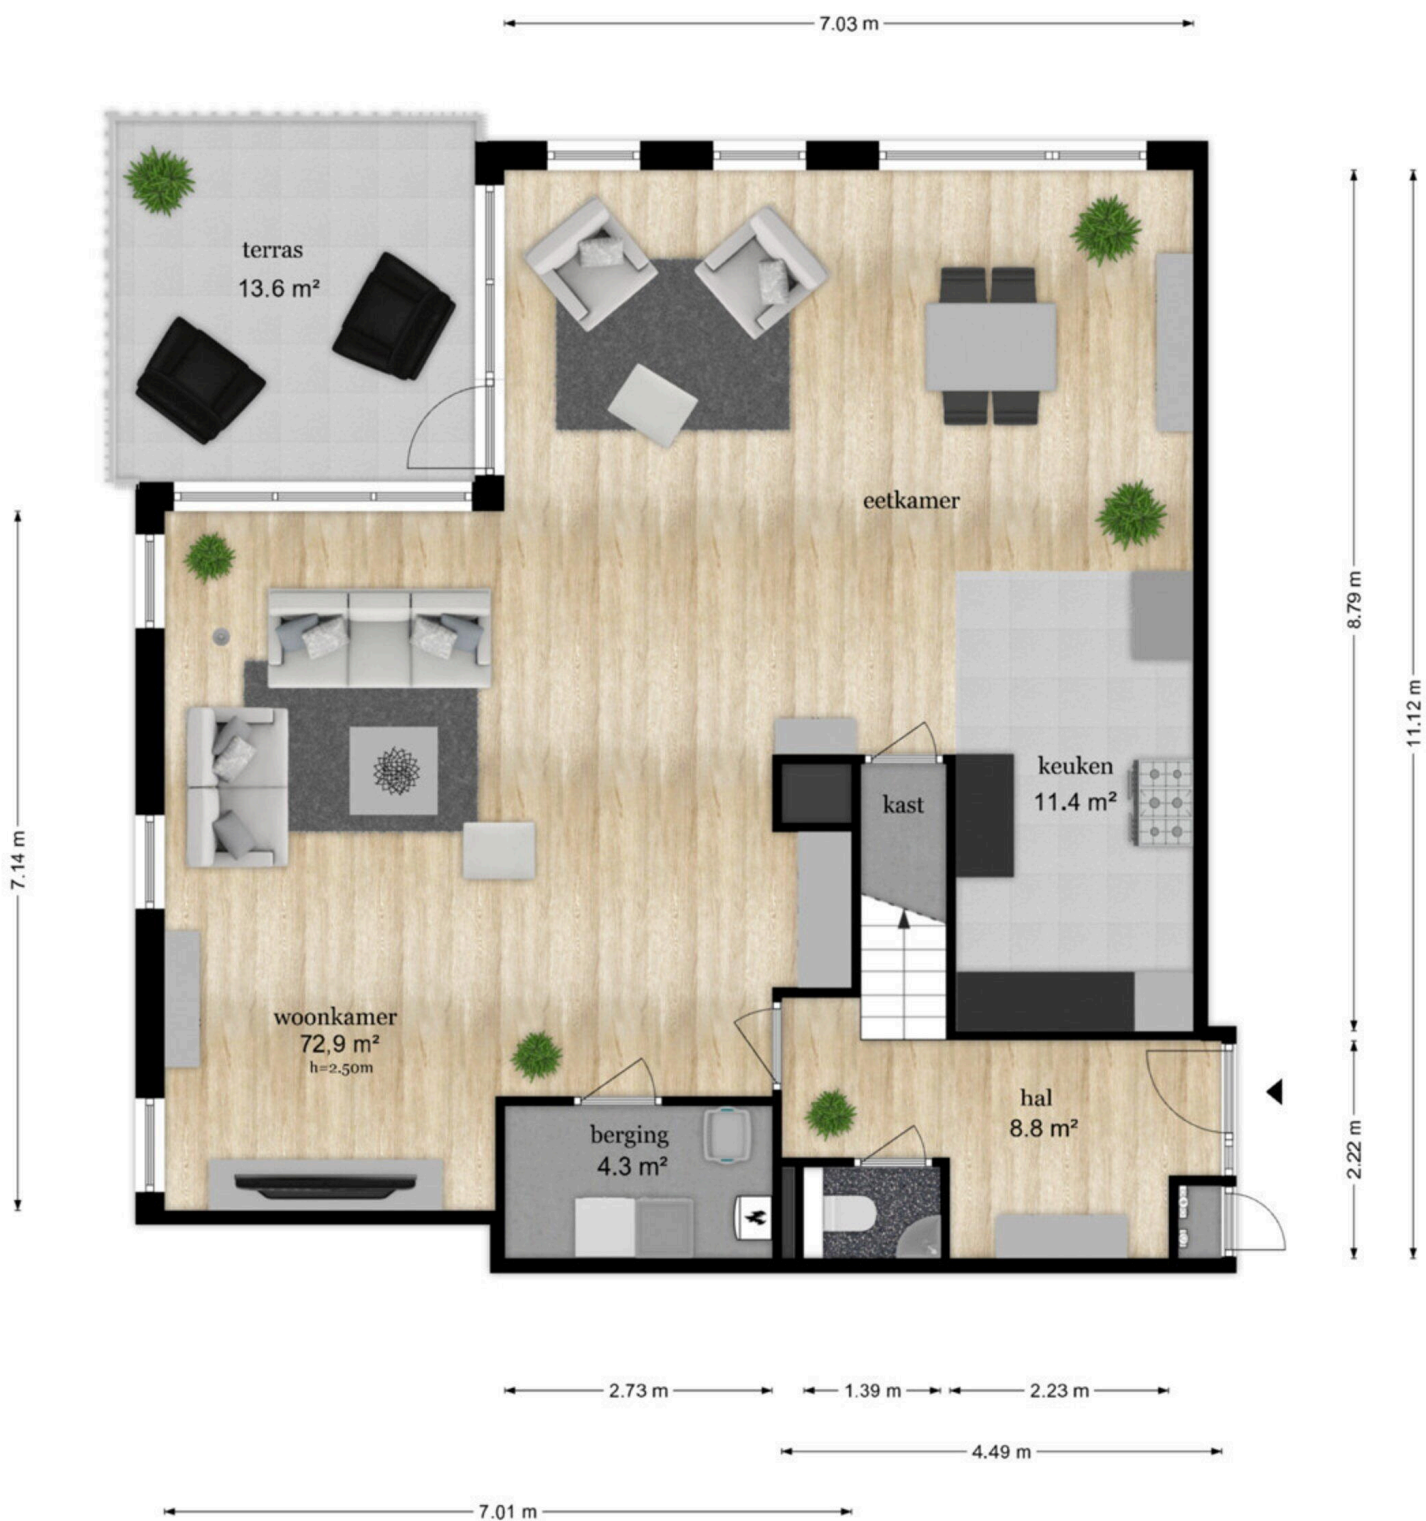 7.03 m
terras
13.6 m²
eetkamer
8.79 m
11.12 m
7.14 m
keuken
11.4 m²
kast
woonkamer
72,9 m²
h=2.50m
berging
4.3 m²
hal
8.8 m²
2.22 m
2.73 m
1.39 m
2.23 m
4.49 m
7.01 m